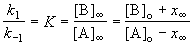 k₁/k₋₁ = K = [B]∞/[A]∞ = ([B]ₒ + x∞)/([A]ₒ − x∞)